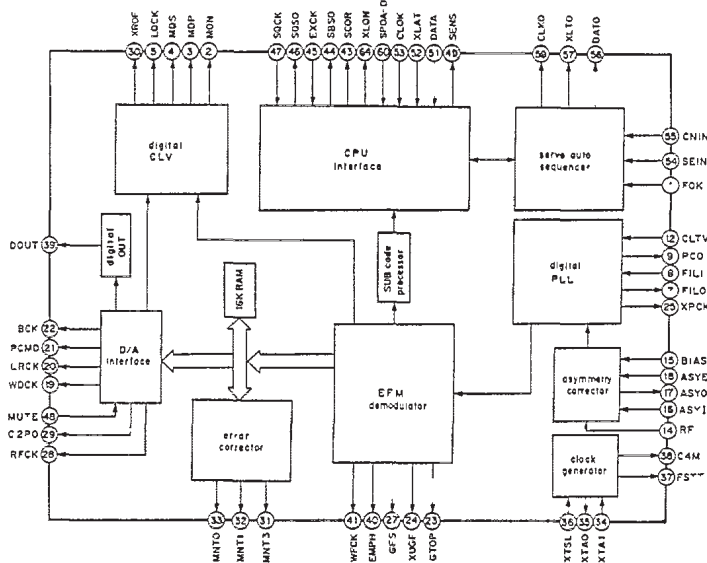 XROF LOCK MDS MDP MON
30 5 4 3 2
SQCK SQSO EXCK SBSO SCOR XLON SPOA-D CLOK XLAT DATA SENS
47 46 45 44 43 64 60 53 52 51 49
CLKO XLTO DATO
58 57 56
digital
CLV
CPU
interface
servo auto
sequencer
55 CNIN
54 SEIN
1 FOK
DOUT 39
digital
OUT
16K RAM
SUB code
processor
digital
PLL
12 CLTV
9 PCO
8 FILI
7 FILO
25 XPCK
BCK 22
PCMD 21
LRCK 20
WDCK 19
MUTE 48
C2PO 29
RFCK 28
D/A
interface
error
corrector
EFM
demodulator
asymmetry
corrector
15 BIAS
18 ASYE
17 ASYO
16 ASYI
14 RF
clock
generator
38 C4M
37 FSTT
33 32 31
MNT0 MNT1 MNT3
41 40 27 24 23
WFCK EMPH GFS XUGF GTOP
36 35 34
XTSL XTAO XTAI